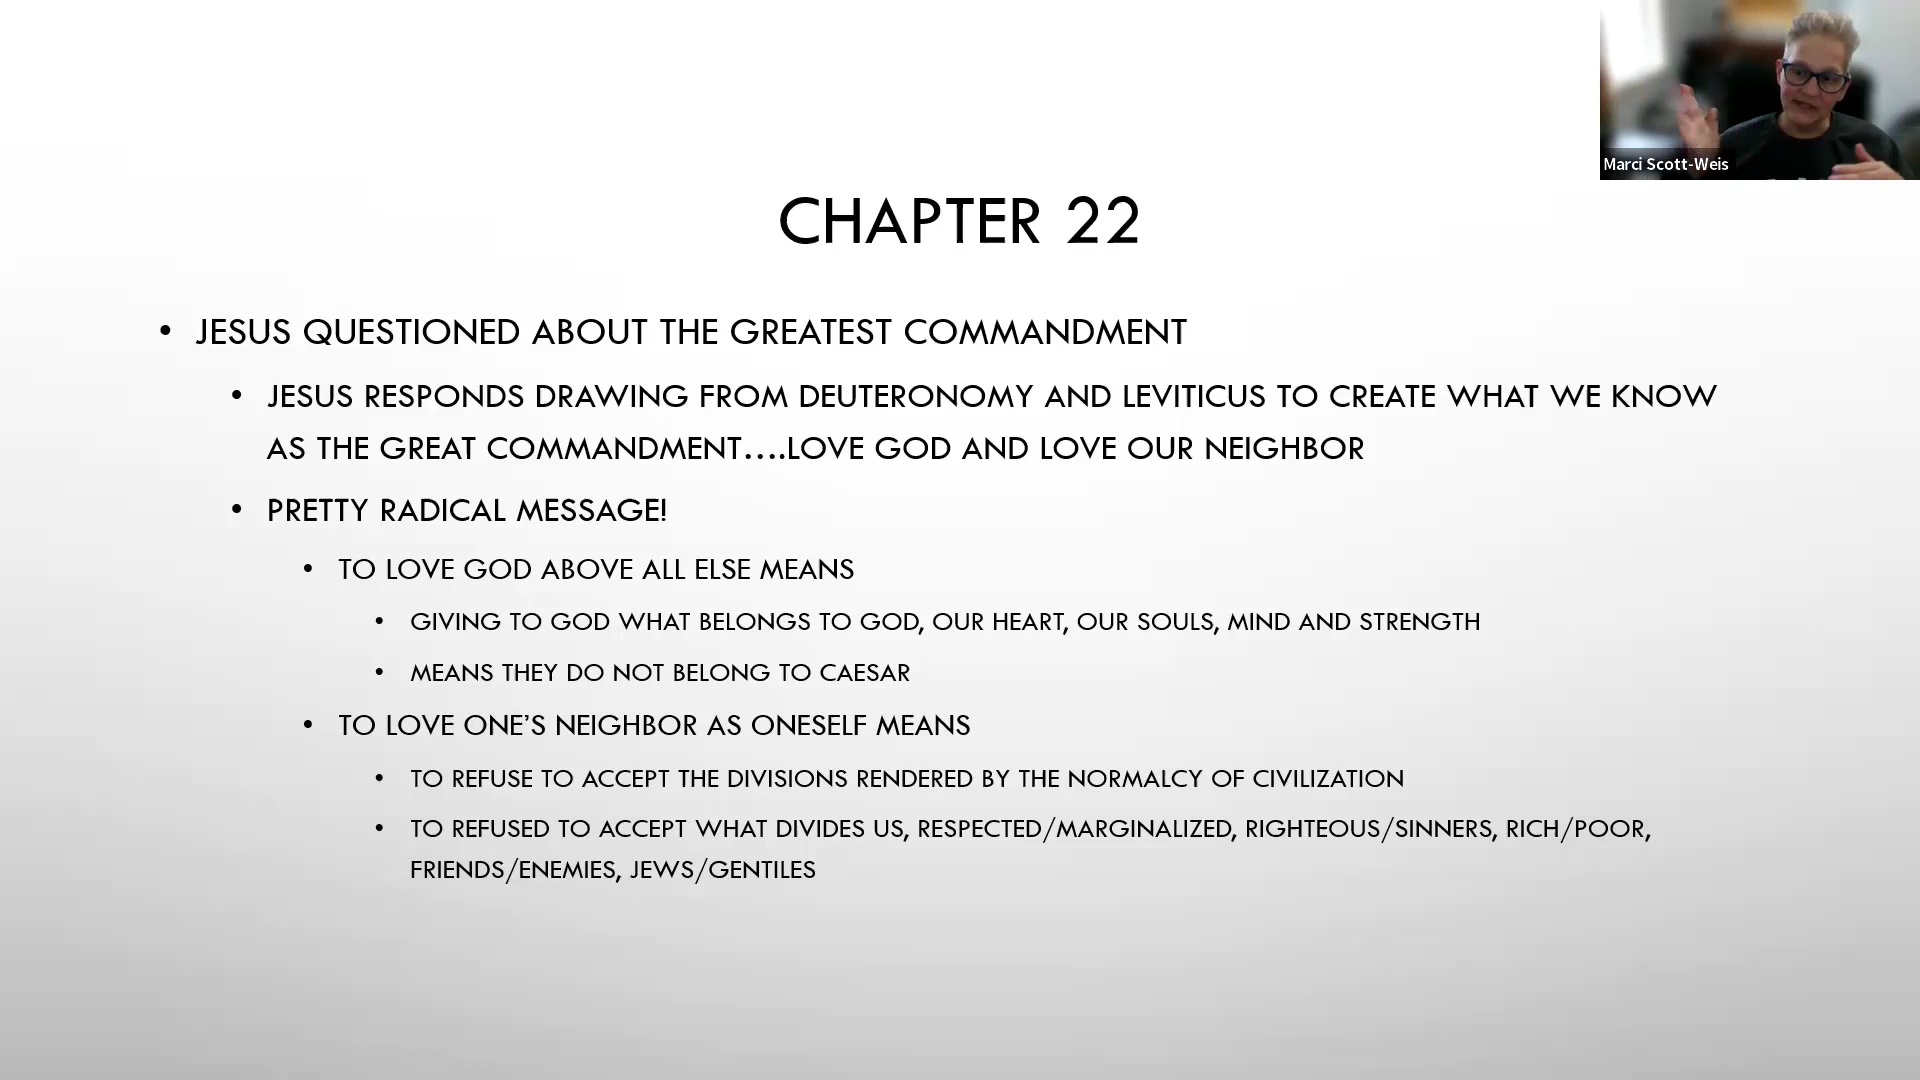 Marci Scott-Weis
CHAPTER 22
• JESUS QUESTIONED ABOUT THE GREATEST COMMANDMENT
• JESUS RESPONDS DRAWING FROM DEUTERONOMY AND LEVITICUS TO CREATE WHAT WE KNOW
AS THE GREAT COMMANDMENT....LOVE GOD AND LOVE OUR NEIGHBOR
• PRETTY RADICAL MESSAGE!
• TO LOVE GOD ABOVE ALL ELSE MEANS
• GIVING TO GOD WHAT BELONGS TO GOD, OUR HEART, OUR SOULS, MIND AND STRENGTH
• MEANS THEY DO NOT BELONG TO CAESAR
• TO LOVE ONE’S NEIGHBOR AS ONESELF MEANS
• TO REFUSE TO ACCEPT THE DIVISIONS RENDERED BY THE NORMALCY OF CIVILIZATION
• TO REFUSED TO ACCEPT WHAT DIVIDES US, RESPECTED/MARGINALIZED, RIGHTEOUS/SINNERS, RICH/POOR,
FRIENDS/ENEMIES, JEWS/GENTILES